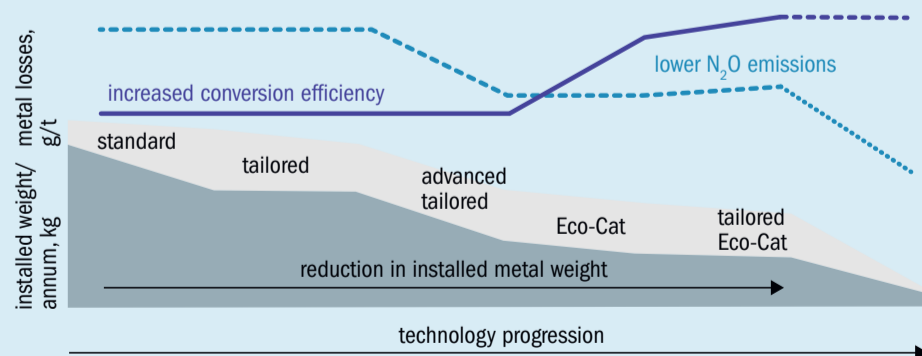 installed weight/ metal losses,
annum, kg g/t
increased conversion efficiency
lower N₂O emissions
standard
tailored
advanced
tailored
Eco-Cat
tailored
Eco-Cat
reduction in installed metal weight
technology progression